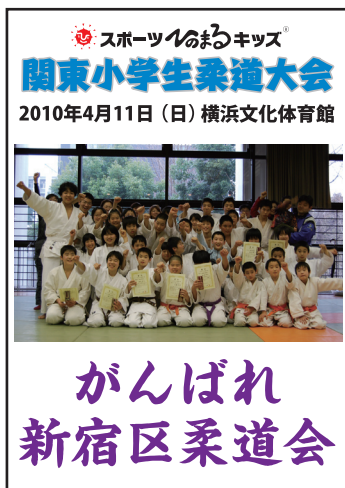 スポーツひのまるキッズ®
関東小学生柔道大会
2010年4月11日（日）横浜文化体育館
がんばれ
新宿区柔道会